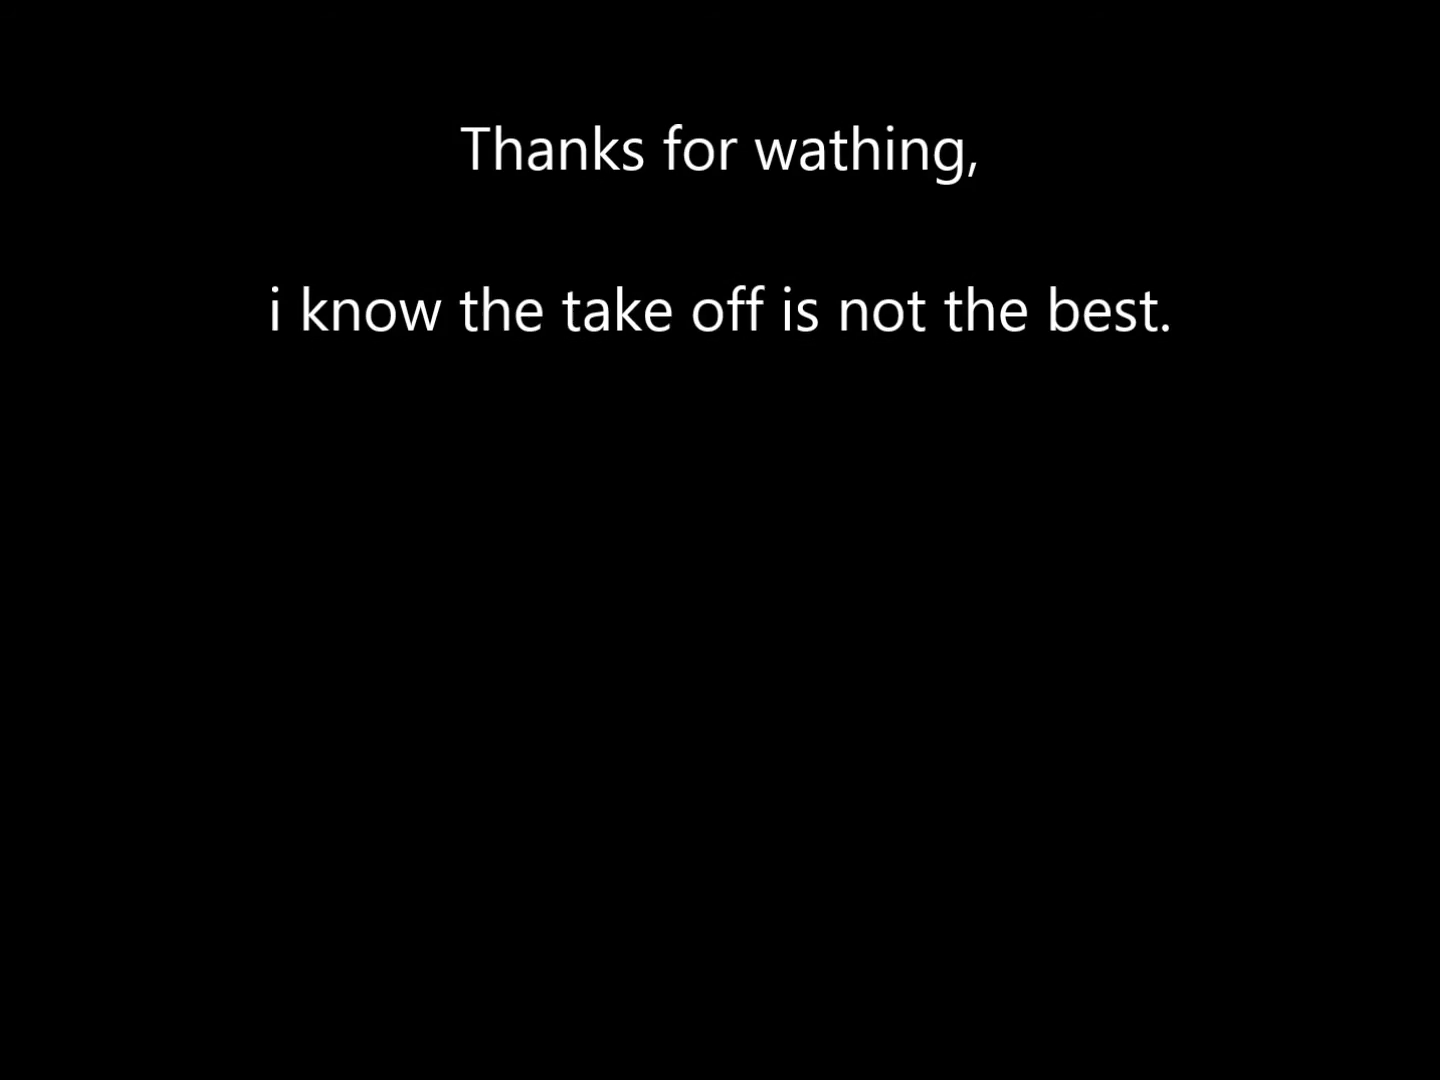 Thanks for wathing,
i know the take off is not the best.